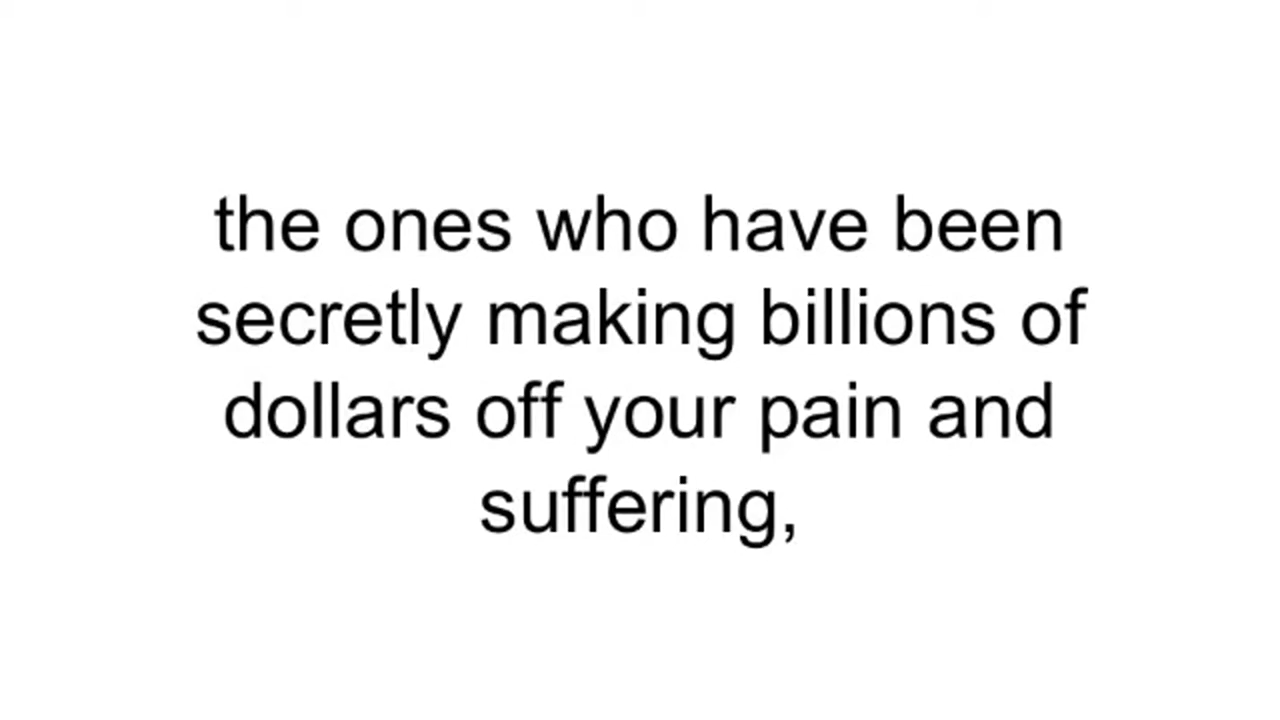 the ones who have been
secretly making billions of
dollars off your pain and
suffering,